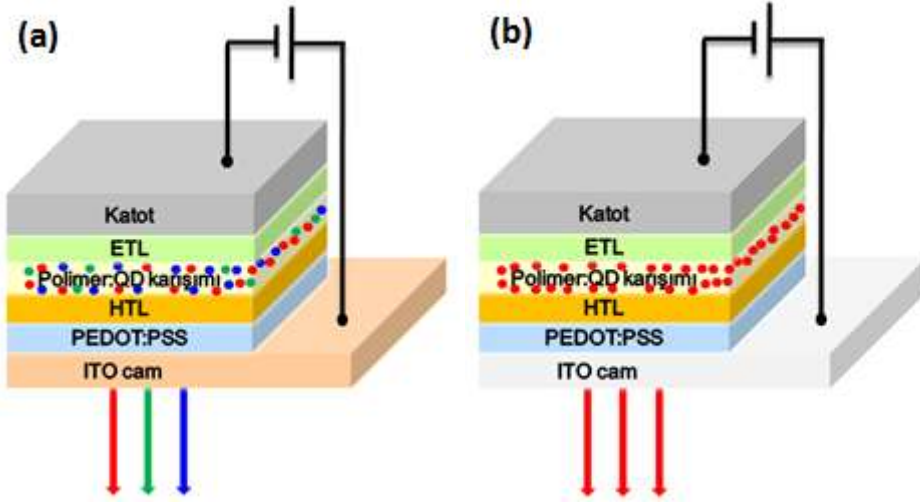 (a)
Katot
ETL
Polimer:QD karışımı
HTL
PEDOT:PSS
ITO cam
(b)
Katot
ETL
Polimer:QD karışımı
HTL
PEDOT:PSS
ITO cam